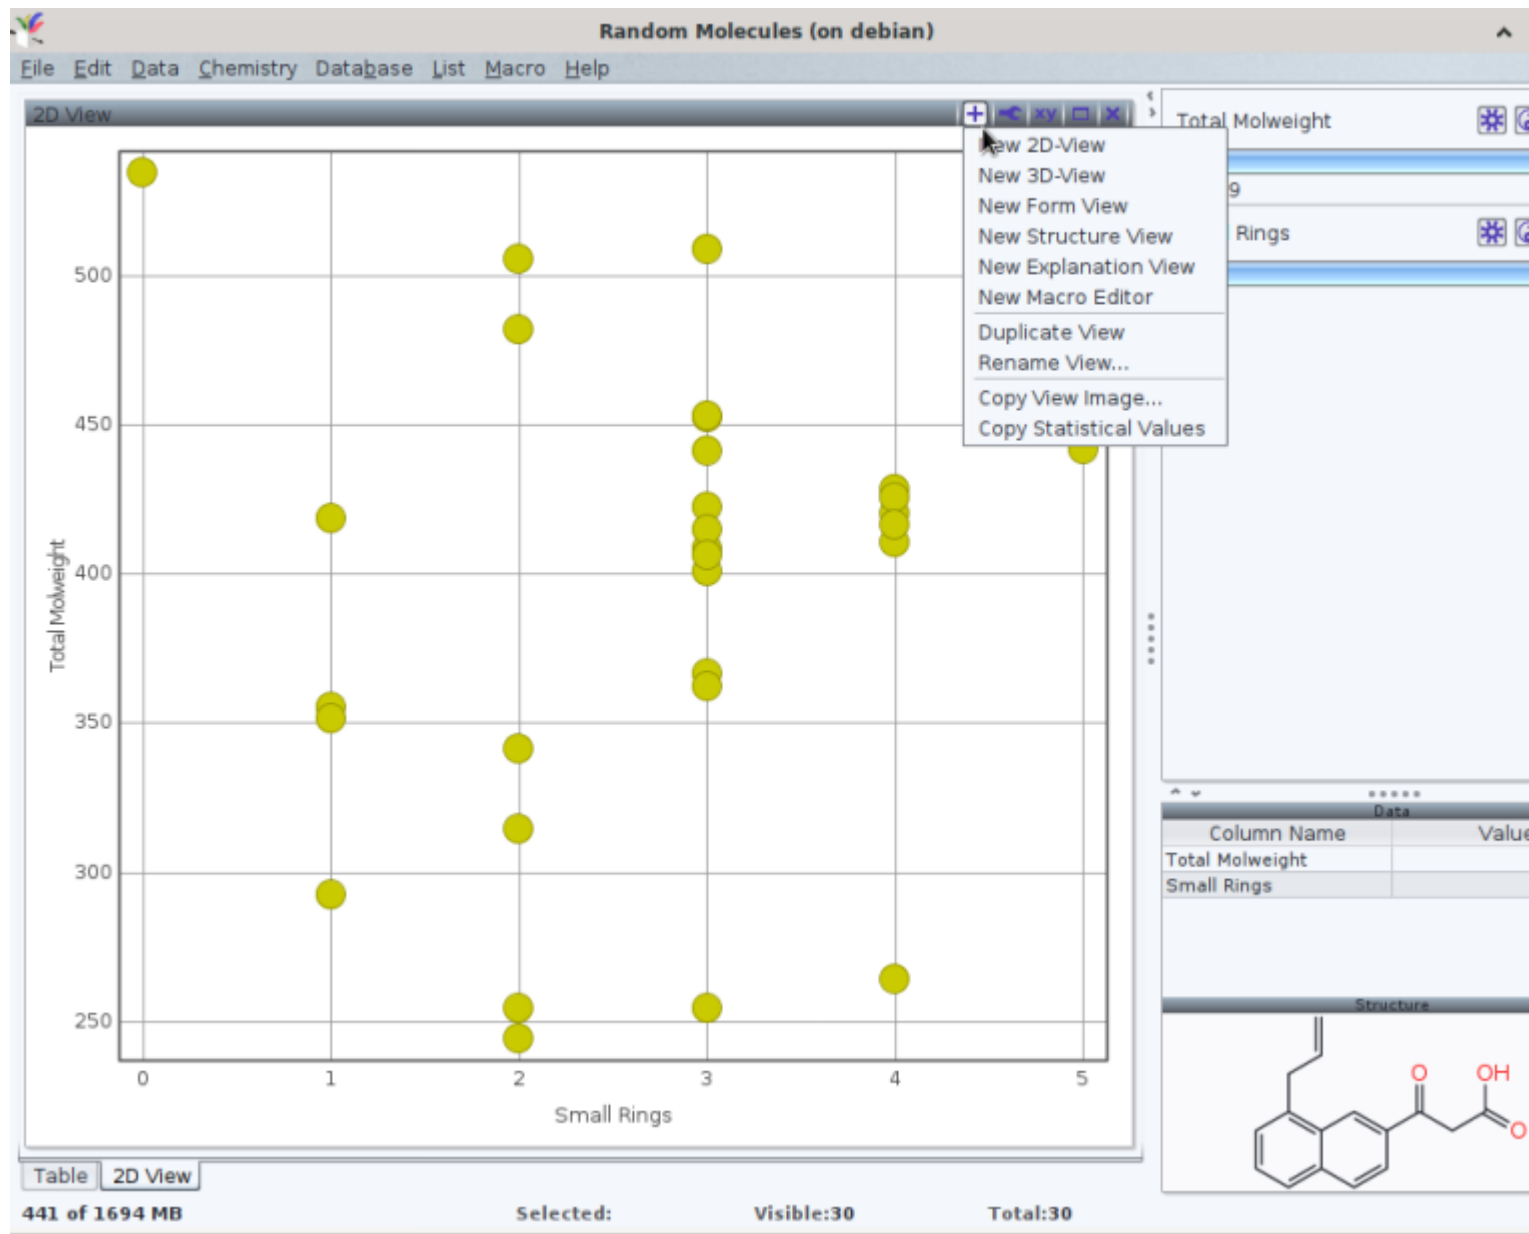 Random Molecules (on debian)
File Edit Data Chemistry Database List Macro Help
2D View
xy
Total Molweight
New 2D-View
New 3D-View
9
New Form View
Rings
New Structure View
New Explanation View
New Macro Editor
Duplicate View
Rename View...
Copy View Image...
Copy Statistical Values
500
450
400
350
300
250
Total Molweight
0 1 2 3 4 5
Small Rings
Data
Column Name Value
Total Molweight
Small Rings
Structure
O OH
O
Table 2D View
441 of 1694 MB Selected: Visible:30 Total:30